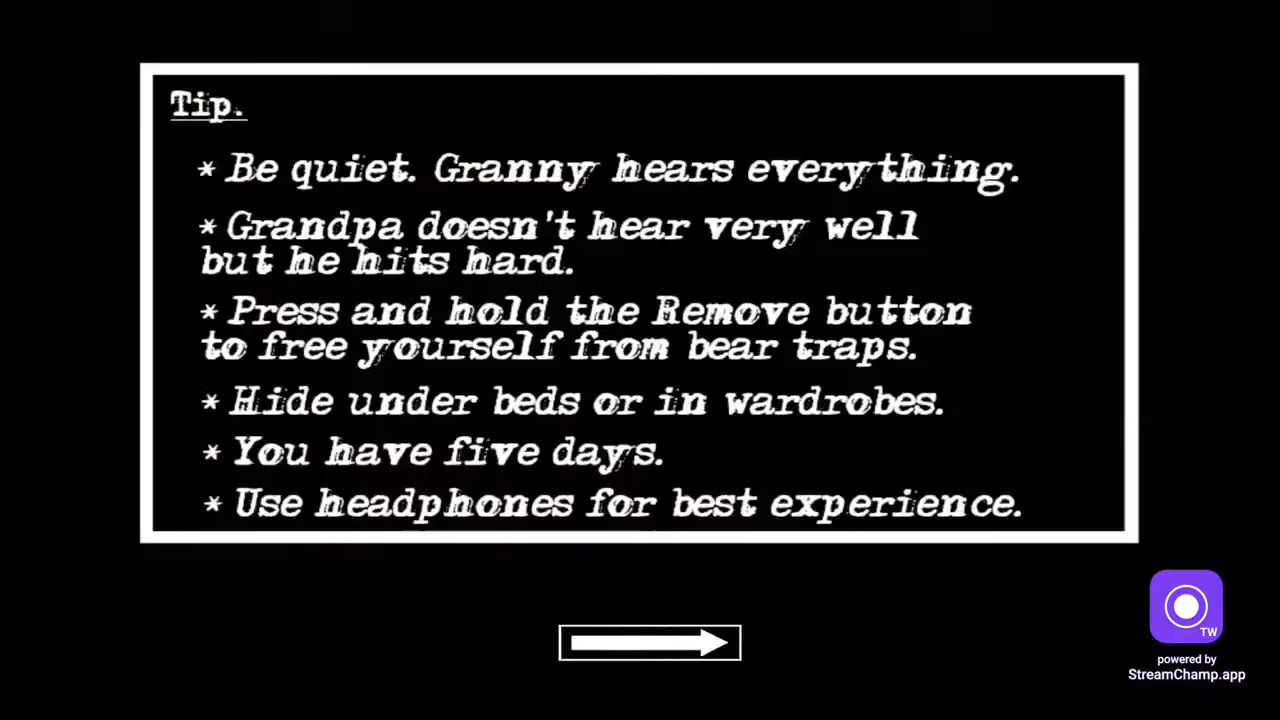 Tip.
* Be quiet. Granny hears everything.
* Grandpa doesn't hear very well
but he hits hard.
* Press and hold the Remove button
to free yourself from bear traps.
* Hide under beds or in wardrobes.
* You have five days.
* Use headphones for best experience.
TW
powered by
StreamChamp.app